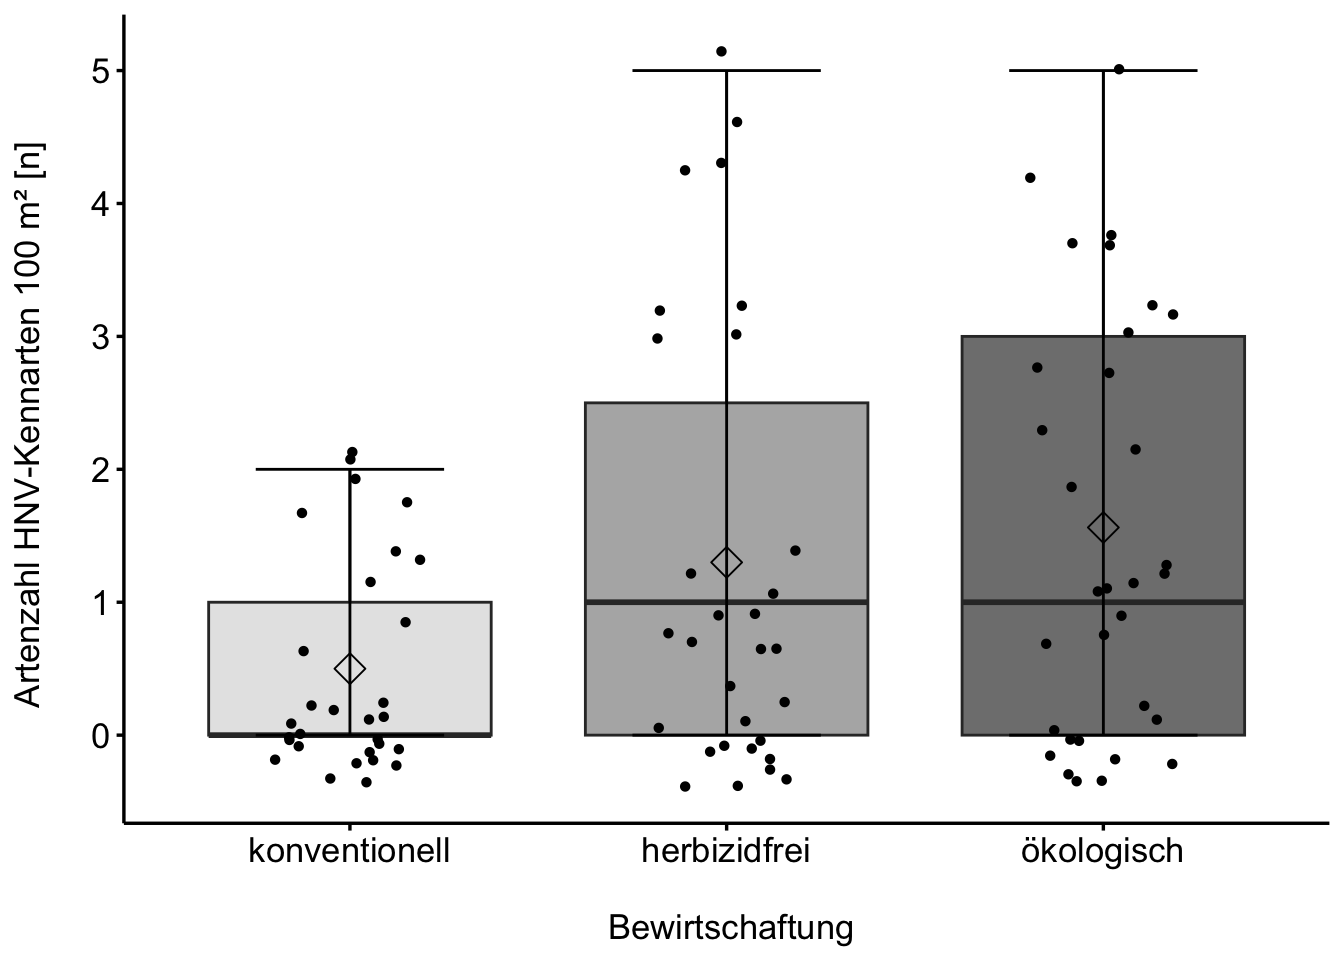 Artenzahl HNV-Kennarten 100 m² [n]
5
4
3
2
1
0
konventionell herbizidfrei ökologisch
Bewirtschaftung